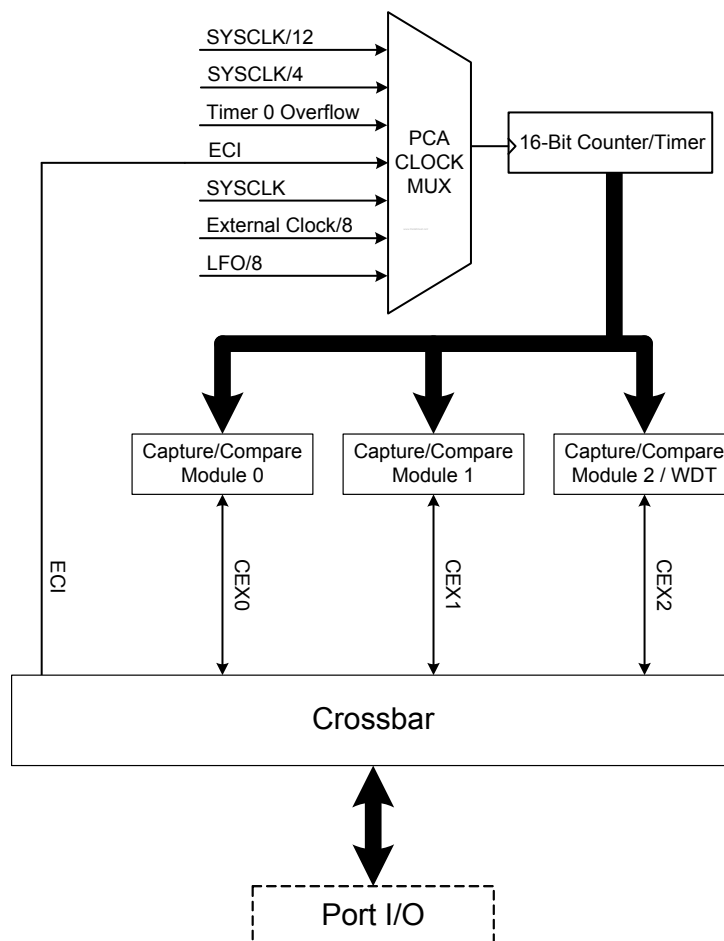 SYSCLK/12
SYSCLK/4
Timer 0 Overflow
ECI
SYSCLK
External Clock/8
LFO/8
PCA
CLOCK
MUX
16-Bit Counter/Timer
Capture/Compare
Module 0
Capture/Compare
Module 1
Capture/Compare
Module 2 / WDT
ECI
CEX0
CEX1
CEX2
Crossbar
Port I/O